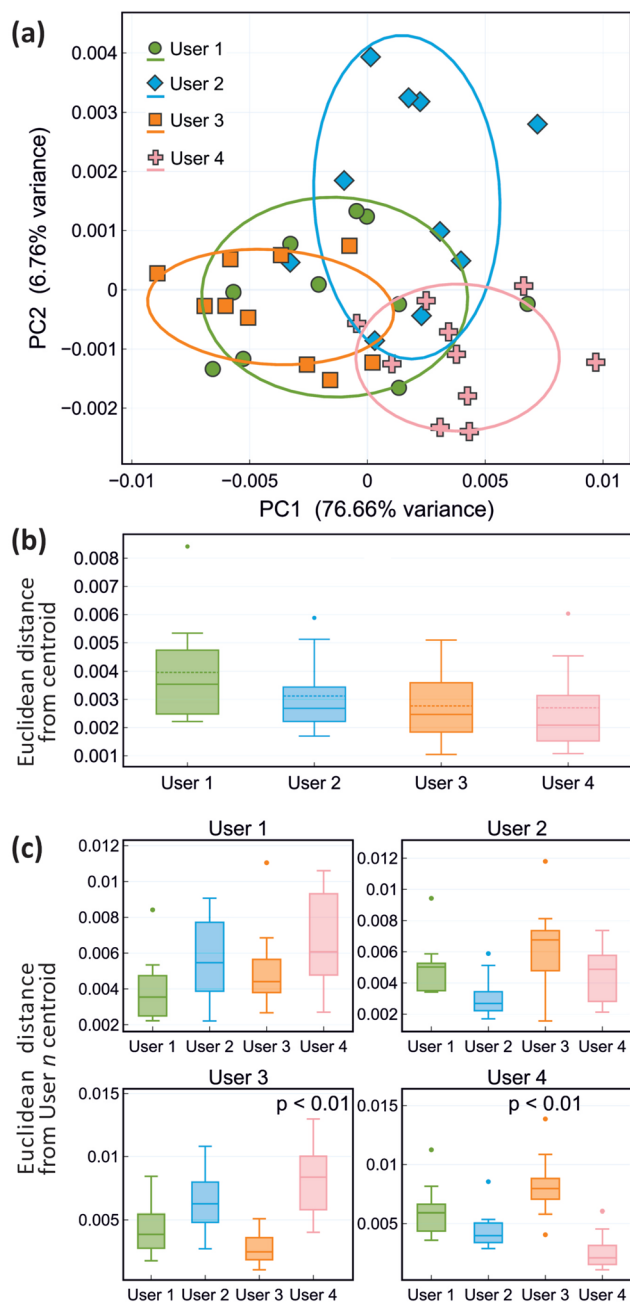 (a)
User 1
User 2
User 3
User 4
0.004
0.003
0.002
0.001
0
−0.001
−0.002
PC2 (6.76% variance)
−0.01
−0.005
0
0.005
0.01
PC1 (76.66% variance)
(b)
0.008
0.007
0.006
0.005
0.004
0.003
0.002
0.001
Euclidean distance
from centroid
User 1
User 2
User 3
User 4
(c)
Euclidean distance
from User n centroid
User 1
0.012
0.01
0.008
0.006
0.004
0.002
User 1
User 2
User 3
User 4
User 2
0.012
0.01
0.008
0.006
0.004
0.002
User 1
User 2
User 3
User 4
User 3
p < 0.01
0.015
0.01
0.005
User 1
User 2
User 3
User 4
User 4
p < 0.01
0.015
0.01
0.005
User 1
User 2
User 3
User 4